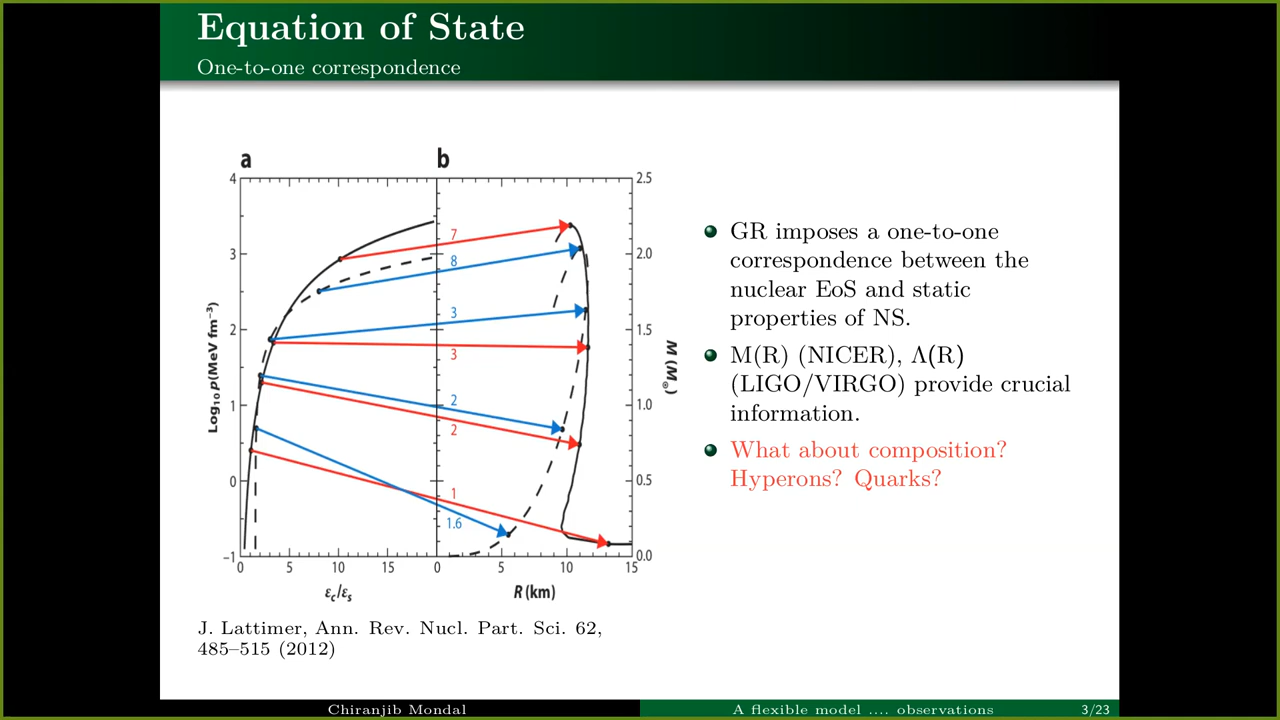 Equation of State
One-to-one correspondence
a
b
4
3
2
1
0
−1
Log₁₀ p(MeV fm⁻³)
0
5
10
15
0
5
10
15
εc/εs
R (km)
7
8
3
3
2
2
1
1.6
2.5
2.0
1.5
1.0
0.5
0.0
M (M⊙)
J. Lattimer, Ann. Rev. Nucl. Part. Sci. 62,
485–515 (2012)
GR imposes a one-to-one
correspondence between the
nuclear EoS and static
properties of NS.
M(R) (NICER), Λ(R)
(LIGO/VIRGO) provide crucial
information.
What about composition?
Hyperons? Quarks?
Chiranjib Mondal
A flexible model .... observations
3/23